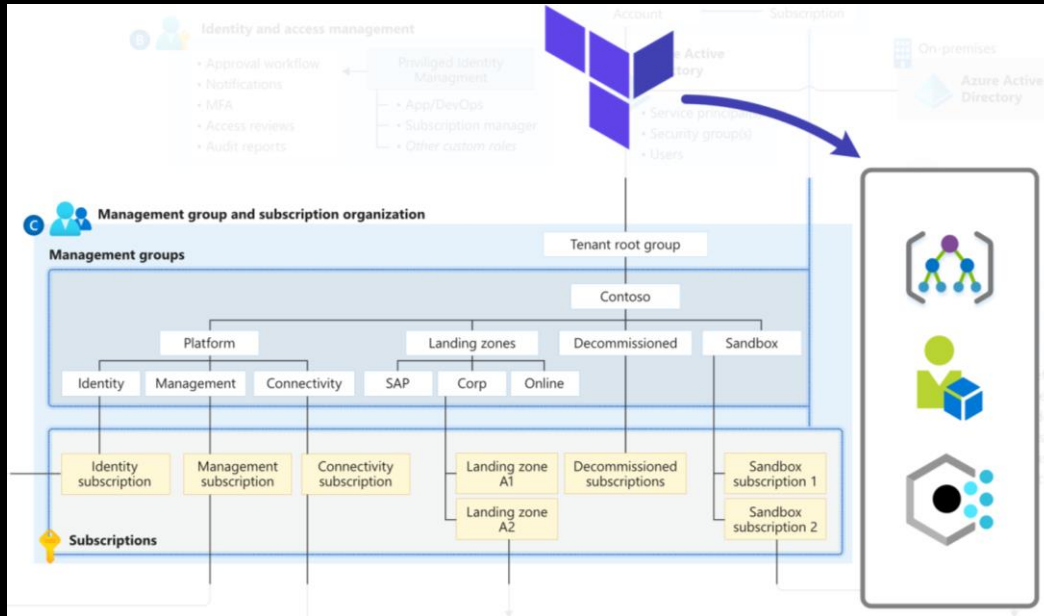 Account
Subscription
B
Identity and access management
• Approval workflow
• Notifications
• MFA
• Access reviews
• Audit reports
Priviliged Identity
Managment
• App/DevOps
• Subscription manager
• Other custom roles
Active
• Service
• Security group(s)
• Users
On-premises
Azure Active
Directory
C
Management group and subscription organization
Management groups
Tenant root group
Contoso
Platform
Landing zones
Decommissioned
Sandbox
Identity
Management
Connectivity
SAP
Corp
Online
Identity
subscription
Management
subscription
Connectivity
subscription
Landing zone
A1
Landing zone
A2
Decommissioned
subscriptions
Sandbox
subscription 1
Sandbox
subscription 2
Subscriptions